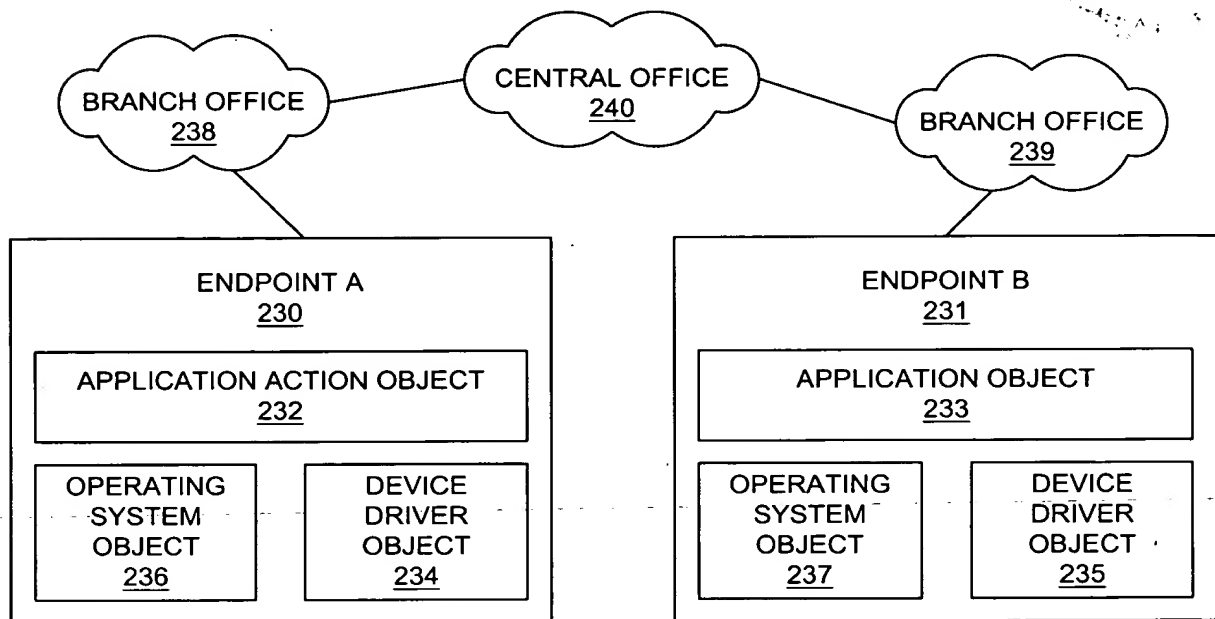 BRANCH OFFICE
238
CENTRAL OFFICE
240
BRANCH OFFICE
239
ENDPOINT A
230
APPLICATION ACTION OBJECT
232
OPERATING
SYSTEM
OBJECT
236
DEVICE
DRIVER
OBJECT
234
ENDPOINT B
231
APPLICATION OBJECT
233
OPERATING
SYSTEM
OBJECT
237
DEVICE
DRIVER
OBJECT
235